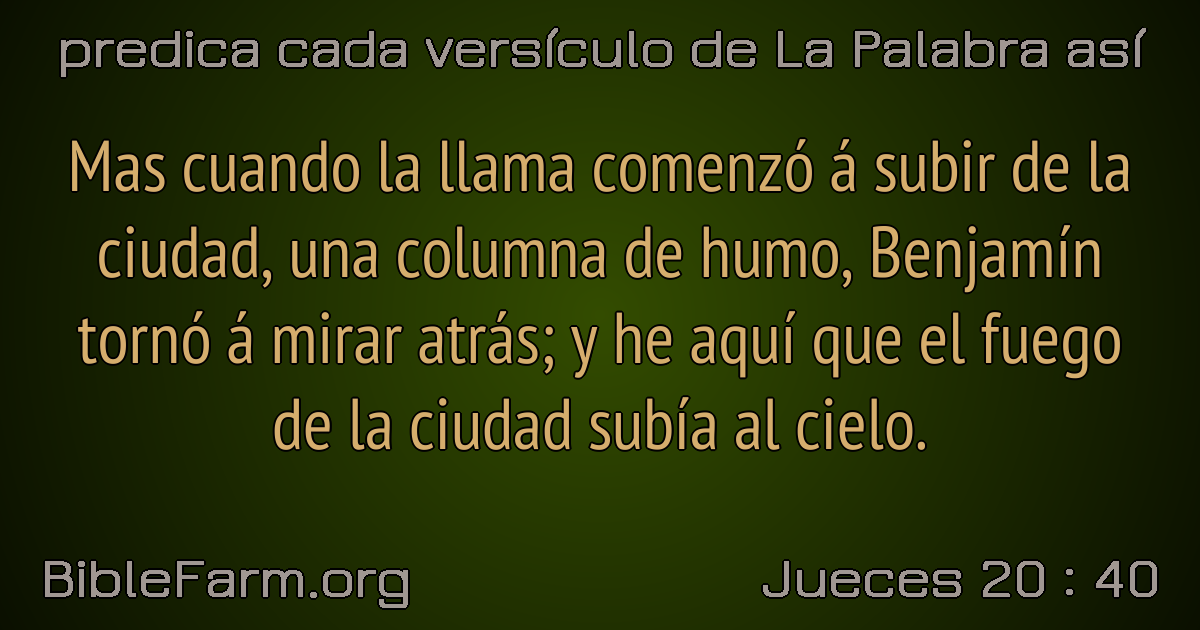 predica cada versículo de La Palabra así
Mas cuando la llama comenzó á subir de la
ciudad, una columna de humo, Benjamín
tornó á mirar atrás; y he aquí que el fuego
de la ciudad subía al cielo.
BibleFarm.org
Jueces 20 : 40